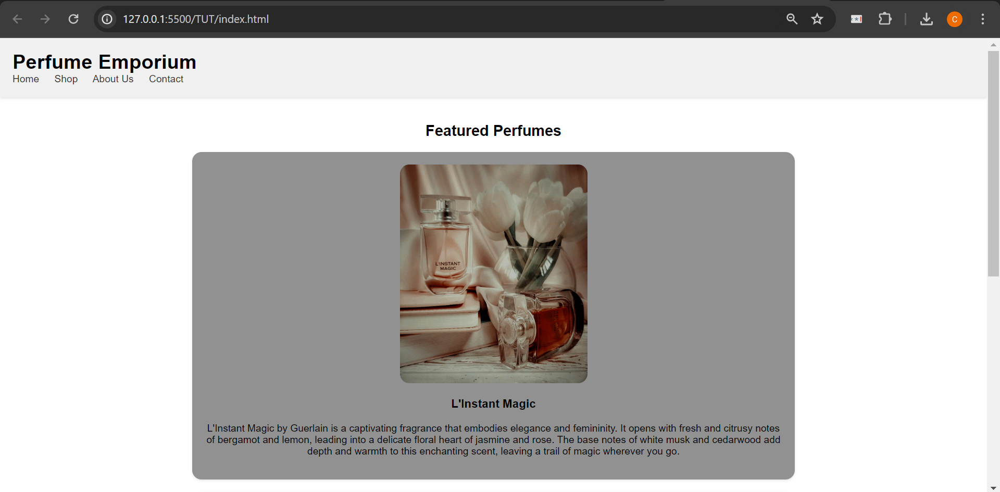 127.0.0.1:5500/TUT/index.html
C
Perfume Emporium
Home Shop About Us Contact
Featured Perfumes
L'INSTANT
MAGIC
L'Instant Magic
L'Instant Magic by Guerlain is a captivating fragrance that embodies elegance and femininity. It opens with fresh and citrusy notes
of bergamot and lemon, leading into a delicate floral heart of jasmine and rose. The base notes of white musk and cedarwood add
depth and warmth to this enchanting scent, leaving a trail of magic wherever you go.